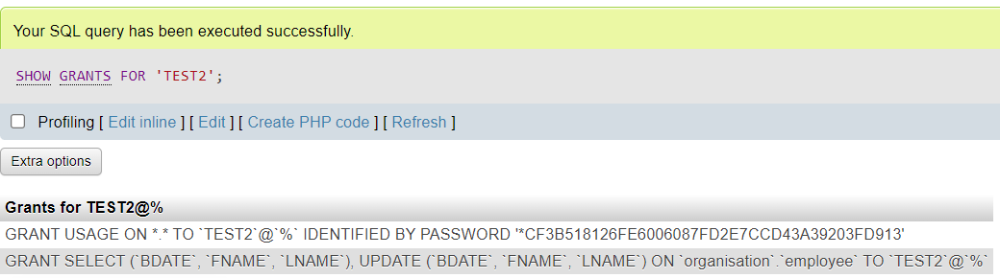 Your SQL query has been executed successfully.
SHOW GRANTS FOR 'TEST2';
Profiling [ Edit inline ] [ Edit ] [ Create PHP code ] [ Refresh ]
Extra options
Grants for TEST2@%
GRANT USAGE ON *.* TO `TEST2`@`%` IDENTIFIED BY PASSWORD '*CF3B518126FE6006087FD2E7CCD43A39203FD913'
GRANT SELECT (`BDATE`, `FNAME`, `LNAME`), UPDATE (`BDATE`, `FNAME`, `LNAME`) ON `organisation`.`employee` TO `TEST2`@`%`